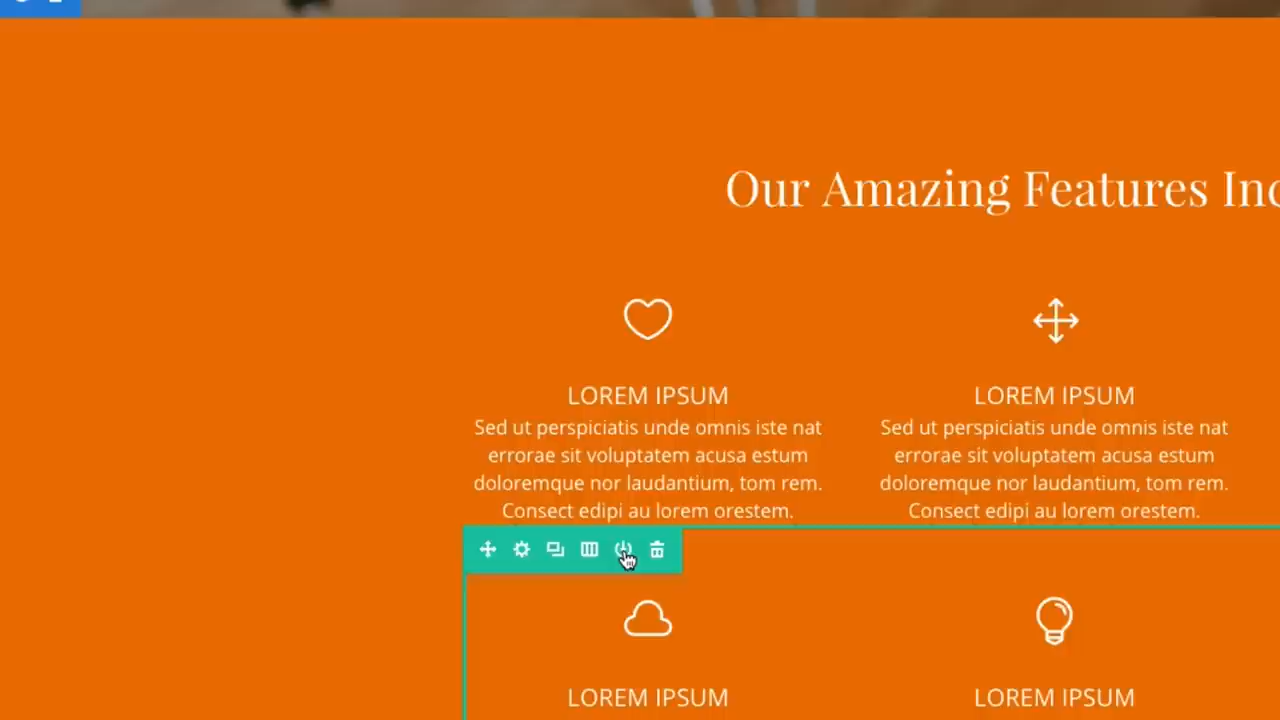 Our Amazing Features Inc
LOREM IPSUM
Sed ut perspiciatis unde omnis iste nat
errorae sit voluptatem acusa estum
doloremque nor laudantium, tom rem.
Consect edipi au lorem orestem.
LOREM IPSUM
Sed ut perspiciatis unde omnis iste nat
errorae sit voluptatem acusa estum
doloremque nor laudantium, tom rem.
Consect edipi au lorem orestem.
LOREM IPSUM
LOREM IPSUM